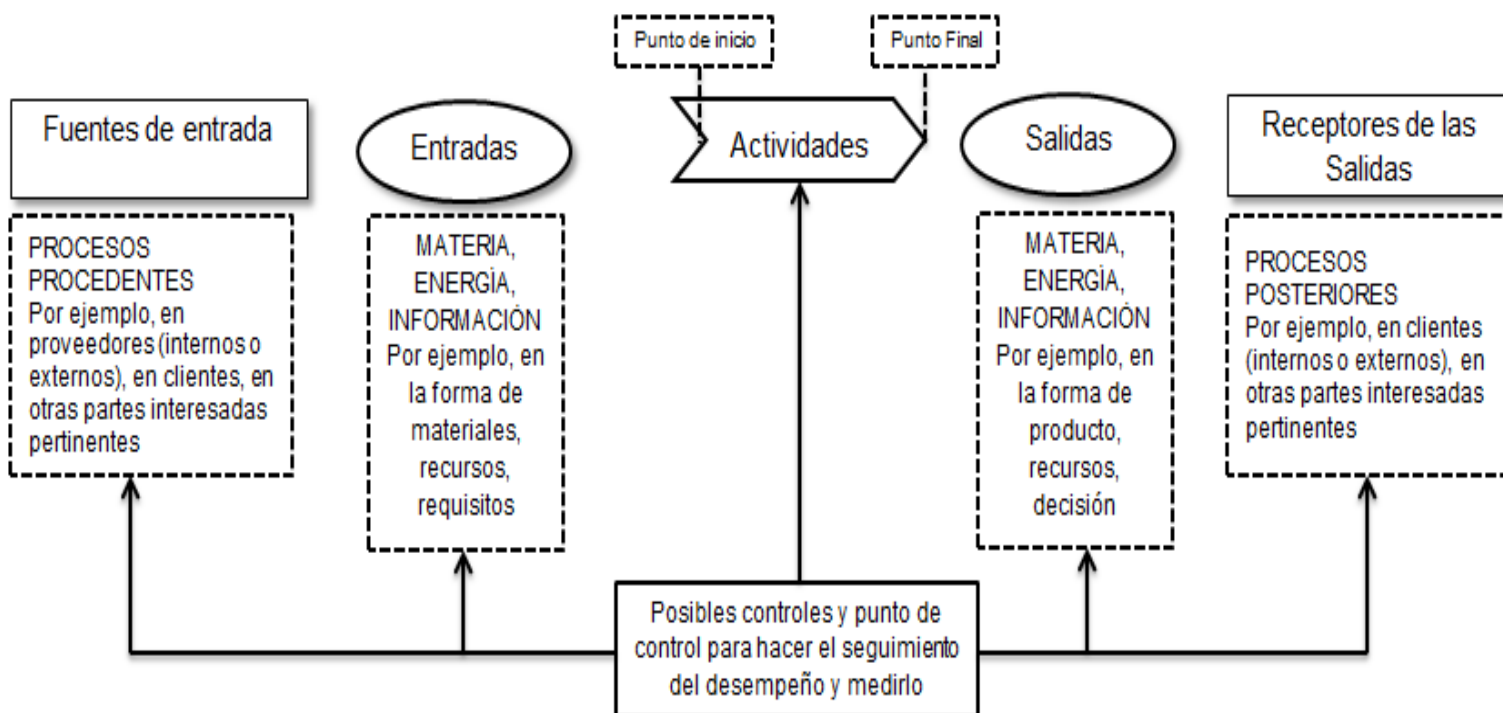 Punto de inicio
Punto Final
Fuentes de entrada
Entradas
Actividades
Salidas
Receptores de las
Salidas
PROCESOS
PROCEDENTES
Por ejemplo, en
proveedores (internos o
externos), en clientes, en
otras partes interesadas
pertinentes
MATERIA,
ENERGÍA,
INFORMACIÓN
Por ejemplo, en
la forma de
materiales,
recursos,
requisitos
MATERIA,
ENERGÍA,
INFORMACIÓN
Por ejemplo, en
la forma de
producto,
recursos,
decisión
PROCESOS
POSTERIORES
Por ejemplo, en clientes
(internos o externos), en
otras partes interesadas
pertinentes
Posibles controles y punto de
control para hacer el seguimiento
del desempeño y medirlo